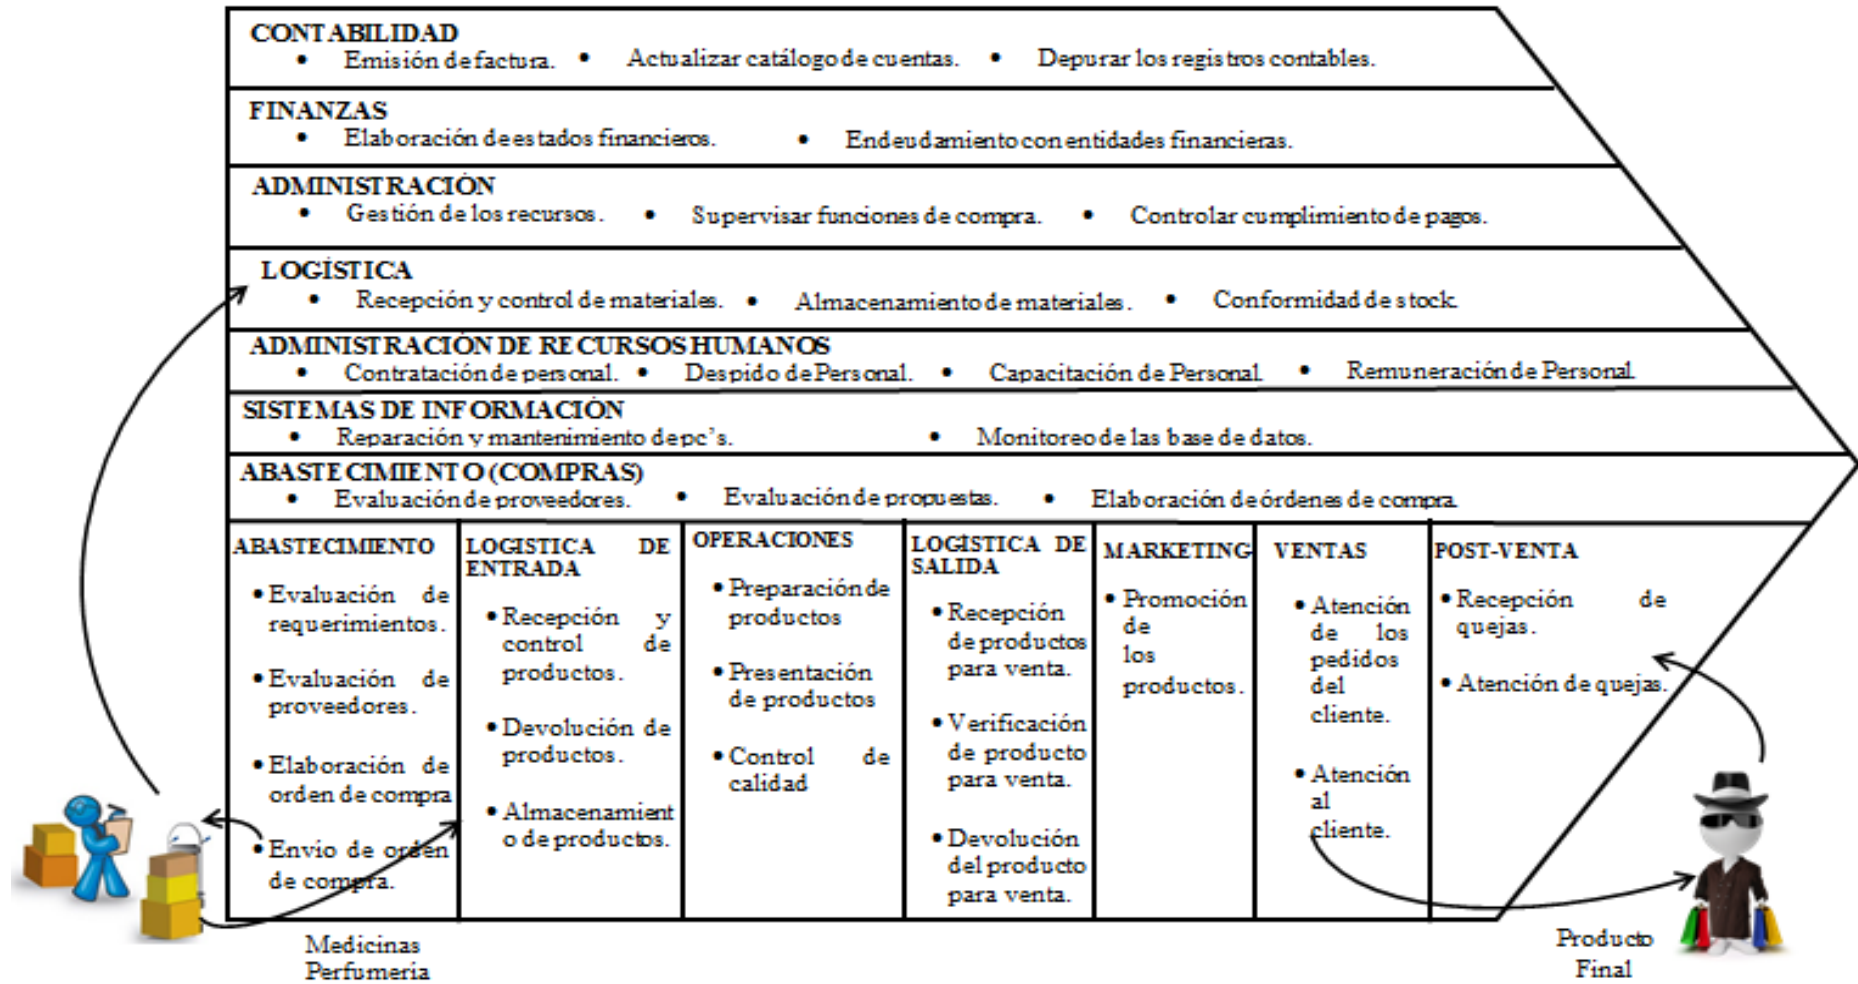 CONTABILIDAD
• Emisión de factura. • Actualizar catálogo de cuentas. • Depurar los registros contables.
FINANZAS
• Elaboración de estados financieros. • Endeudamiento con entidades financieras.
ADMINISTRACIÓN
• Gestión de los recursos. • Supervisar funciones de compra. • Controlar cumplimiento de pagos.
LOGÍSTICA
• Recepción y control de materiales. • Almacenamiento de materiales. • Conformidad de stock.
ADMINISTRACIÓN DE RECURSOS HUMANOS
• Contratación de personal. • Despido de Personal. • Capacitación de Personal. • Remuneración de Personal.
SISTEMAS DE INFORMACIÓN
• Reparación y mantenimiento de pc's. • Monitoreo de las base de datos.
ABASTECIMIENTO (COMPRAS)
• Evaluación de proveedores. • Evaluación de propuestas. • Elaboración de órdenes de compra.
ABASTECIMIENTO
• Evaluación de
requerimientos.
• Evaluación de
proveedores.
• Elaboración de
orden de compra
• Envio de orden
de compra.
LOGISTICA DE
ENTRADA
• Recepción y
control de
productos.
• Devolución de
productos.
• Almacenamient
o de productos.
OPERACIONES
• Preparación de
productos
• Presentación
de productos
• Control de
calidad
LOGÍSTICA DE
SALIDA
• Recepción
de productos
para venta.
• Verificación
de producto
para venta.
• Devolución
del producto
para venta.
MARKETING
• Promoción
de
los
productos.
VENTAS
• Atención
de los
pedidos
del
cliente.
• Atención
al
cliente.
POST-VENTA
• Recepción de
quejas.
• Atención de quejas.
Medicinas
Perfumeria
Producto
Final